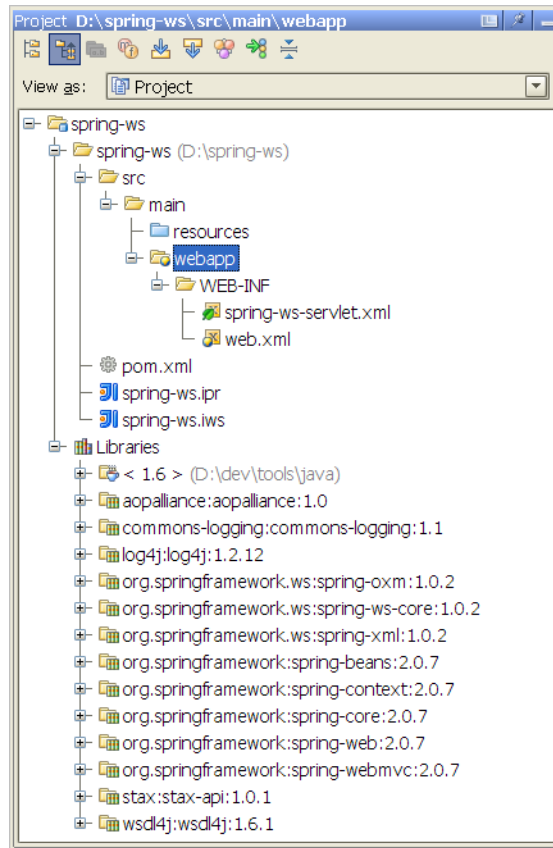 Project D:\spring-ws\src\main\webapp
View as: Project
spring-ws
spring-ws (D:\spring-ws)
src
main
resources
webapp
WEB-INF
spring-ws-servlet.xml
web.xml
pom.xml
spring-ws.ipr
spring-ws.iws
Libraries
< 1.6 > (D:\dev\tools\java)
aopalliance:aopalliance:1.0
commons-logging:commons-logging:1.1
log4j:log4j:1.2.12
org.springframework.ws:spring-oxm:1.0.2
org.springframework.ws:spring-ws-core:1.0.2
org.springframework.ws:spring-xml:1.0.2
org.springframework:spring-beans:2.0.7
org.springframework:spring-context:2.0.7
org.springframework:spring-core:2.0.7
org.springframework:spring-web:2.0.7
org.springframework:spring-webmvc:2.0.7
stax:stax-api:1.0.1
wsdl4j:wsdl4j:1.6.1